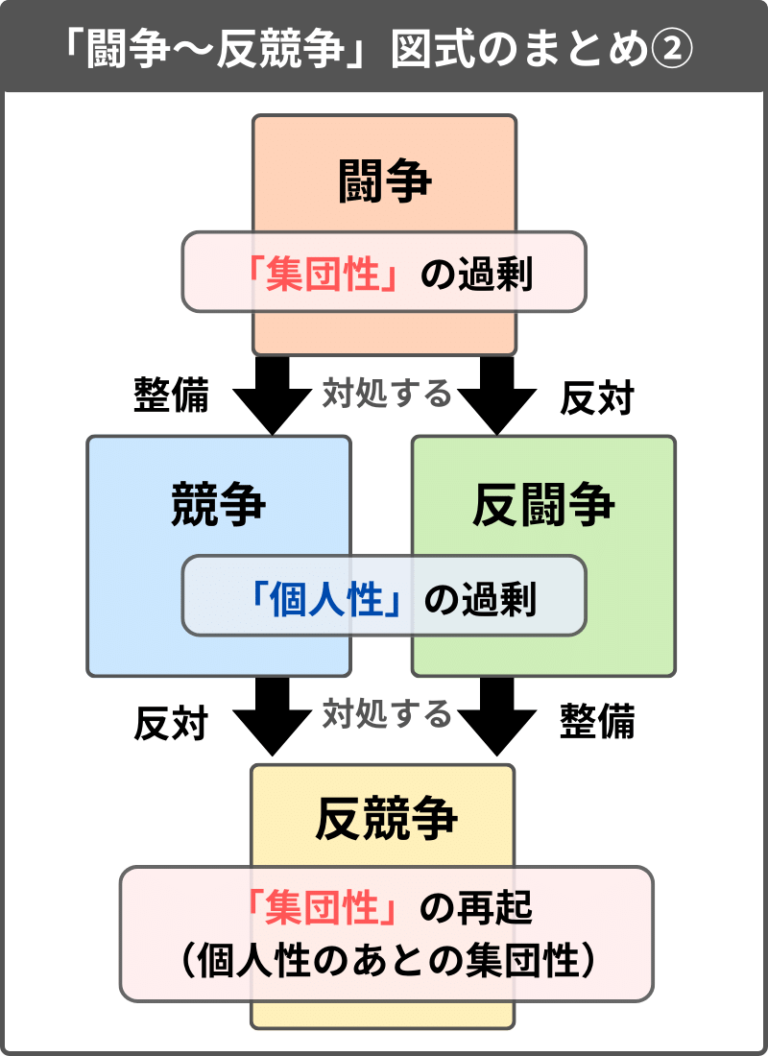 「闘争〜反競争」図式のまとめ②
闘争
「集団性」の過剰
整備
対処する
反対
競争
反闘争
「個人性」の過剰
反対
対処する
整備
反競争
「集団性」の再起
（個人性のあとの集団性）